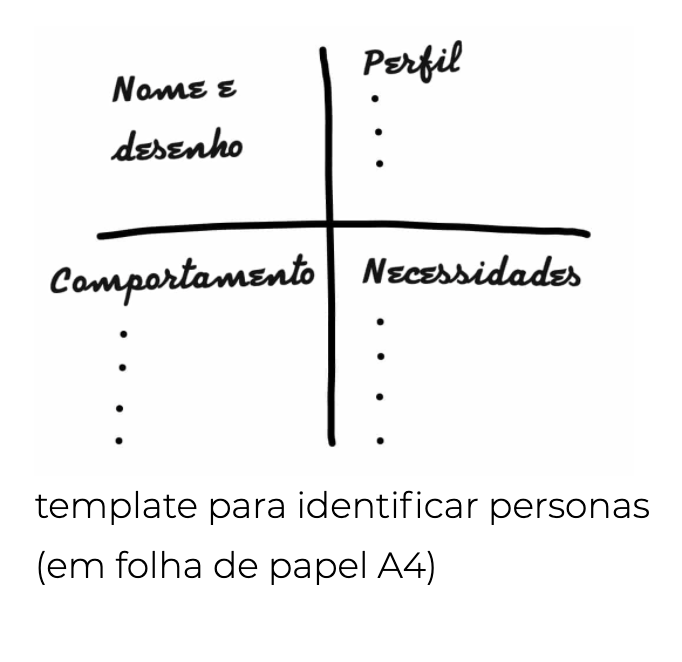 Nome e
desenho
Perfil
Comportamento
Necessidades
template para identificar personas
(em folha de papel A4)